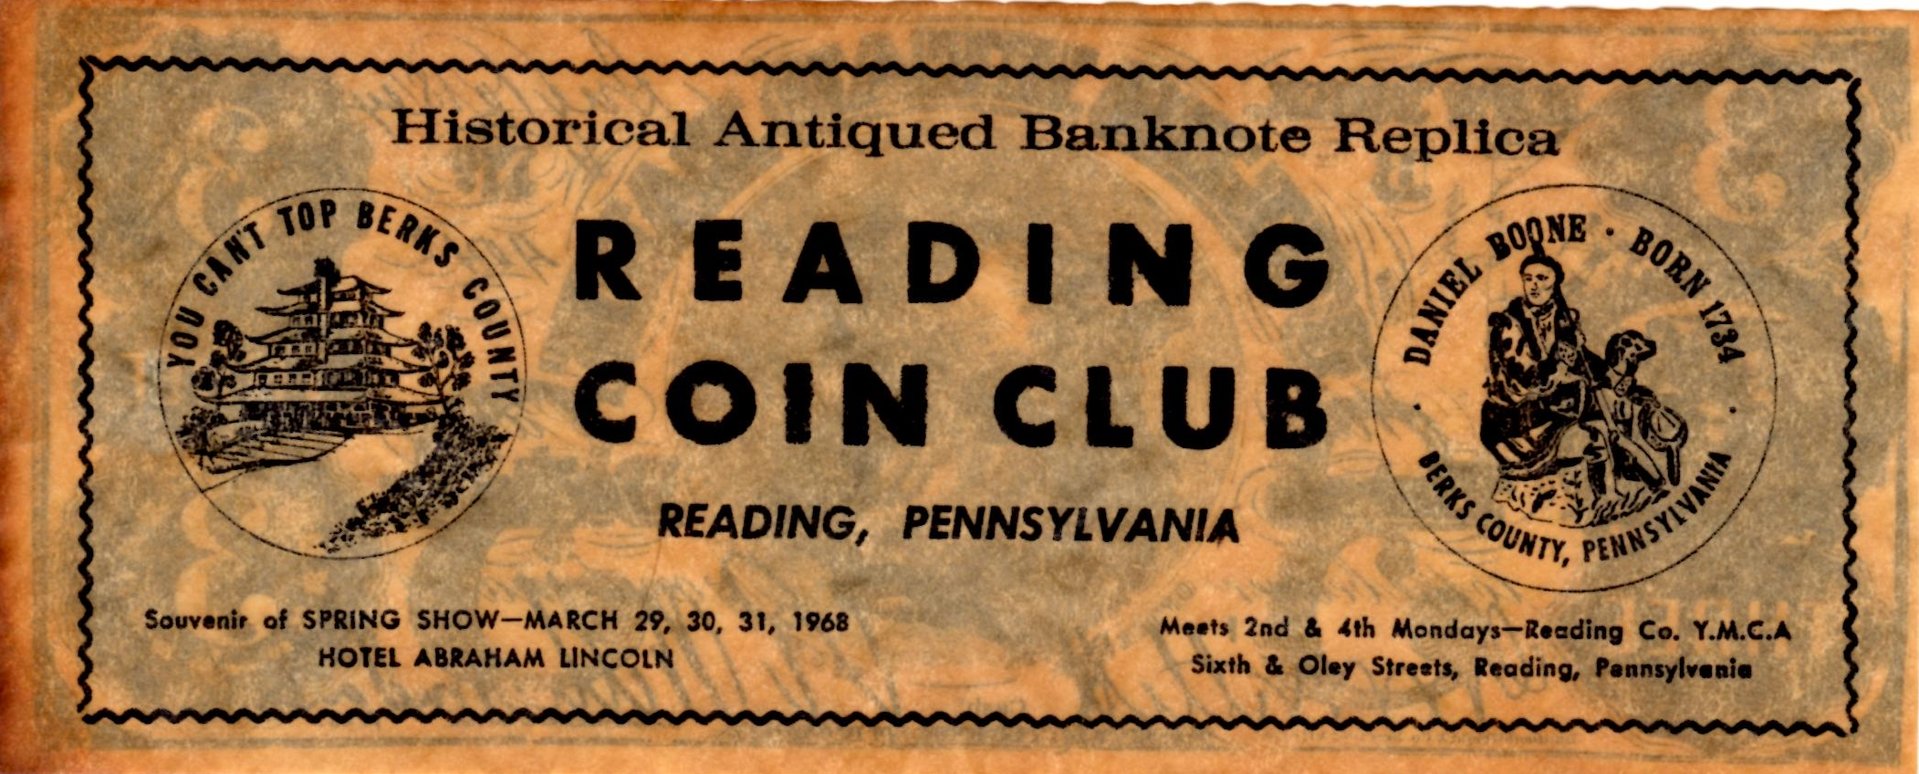 Historical Antiqued Banknote Replica
YOU CAN'T TOP BERKS COUNTY
READING
COIN CLUB
READING, PENNSYLVANIA
DANIEL BOONE · BORN 1734
BERKS COUNTY, PENNSYLVANIA
Souvenir of SPRING SHOW—MARCH 29, 30, 31, 1968
HOTEL ABRAHAM LINCOLN
Meets 2nd & 4th Mondays—Reading Co. Y.M.C.A
Sixth & Oley Streets, Reading, Pennsylvania